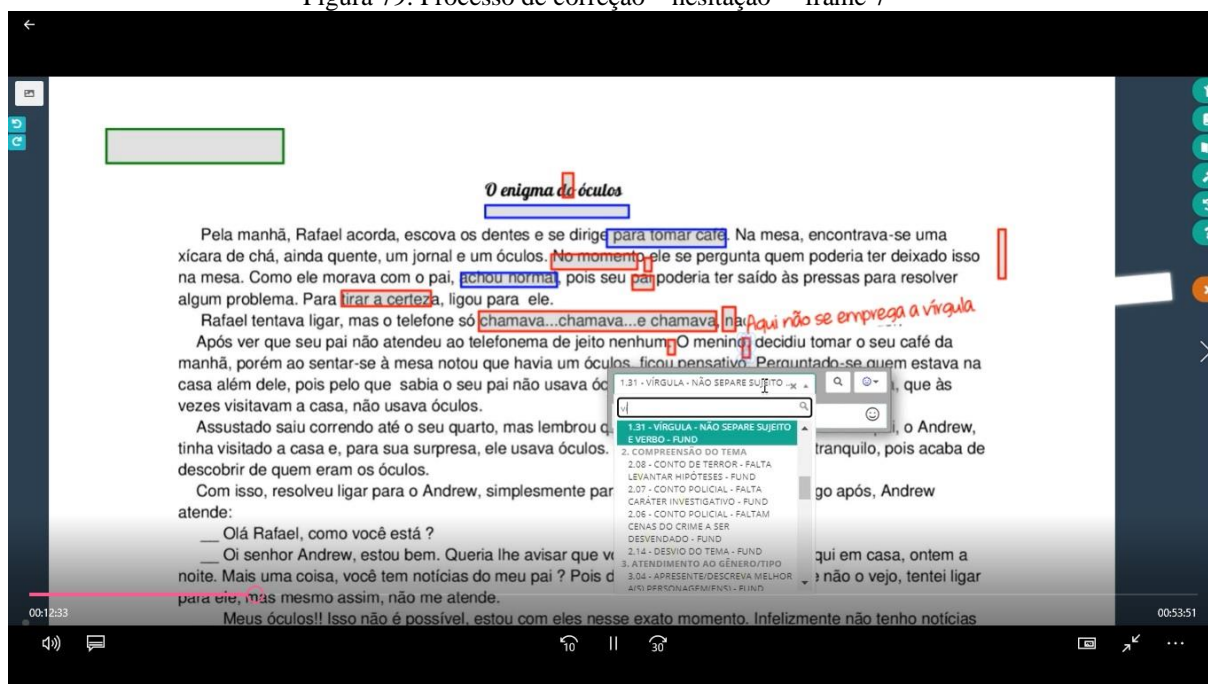 Figura 79: Processo de correção – hesitação – frame 7
O enigma do óculos
Pela manhã, Rafael acorda, escova os dentes e se dirige para tomar café. Na mesa, encontrava-se uma
xícara de chá, ainda quente, um jornal e um óculos. No momento ele se pergunta quem poderia ter deixado isso
na mesa. Como ele morava com o pai, achou normal, pois seu pai poderia ter saído às pressas para resolver
algum problema. Para tirar a certeza, ligou para ele.
Rafael tentava ligar, mas o telefone só chamava...chamava...e chamava,
Aqui não se emprega a vírgula
Após ver que seu pai não atendeu ao telefonema de jeito nenhum. O menino, decidiu tomar o seu café da
manhã, porém ao sentar-se à mesa notou que havia um óculos, ficou pensativo. Perguntado-se quem estava na
casa além dele, pois pelo que sabia o seu pai não usava óc , que às
vezes visitavam a casa, não usava óculos.
Assustado saiu correndo até o seu quarto, mas lembrou q i, o Andrew,
tinha visitado a casa e, para sua surpresa, ele usava óculos. tranquilo, pois acaba de
descobrir de quem eram os óculos.
Com isso, resolveu ligar para o Andrew, simplesmente par go após, Andrew
atende:
__ Olá Rafael, como você está ?
__ Oi senhor Andrew, estou bem. Queria lhe avisar que v qui em casa, ontem a
noite. Mais uma coisa, você tem notícias do meu pai ? Pois d e não o vejo, tentei ligar
para ele, mas mesmo assim, não me atende.
Meus óculos!! Isso não é possível, estou com eles nesse exato momento. Infelizmente não tenho notícias
1.31 - VÍRGULA - NÃO SEPARE SUJEITO ...
ví
1.31 - VÍRGULA - NÃO SEPARE SUJEITO
E VERBO - FUND
2. COMPREENSÃO DO TEMA
2.08 - CONTO DE TERROR - FALTA
LEVANTAR HIPÓTESES - FUND
2.07 - CONTO POLICIAL - FALTA
CARÁTER INVESTIGATIVO - FUND
2.06 - CONTO POLICIAL - FALTAM
CENAS DO CRIME A SER
DESVENDADO - FUND
2.14 - DESVIO DO TEMA - FUND
3. ATENDIMENTO AO GÊNERO/TIPO
3.04 - APRESENTE/DESCREVA MELHOR
A(S) PERSONAGEM(ENS) - FUND
00:12:33
00:53:51
10
30